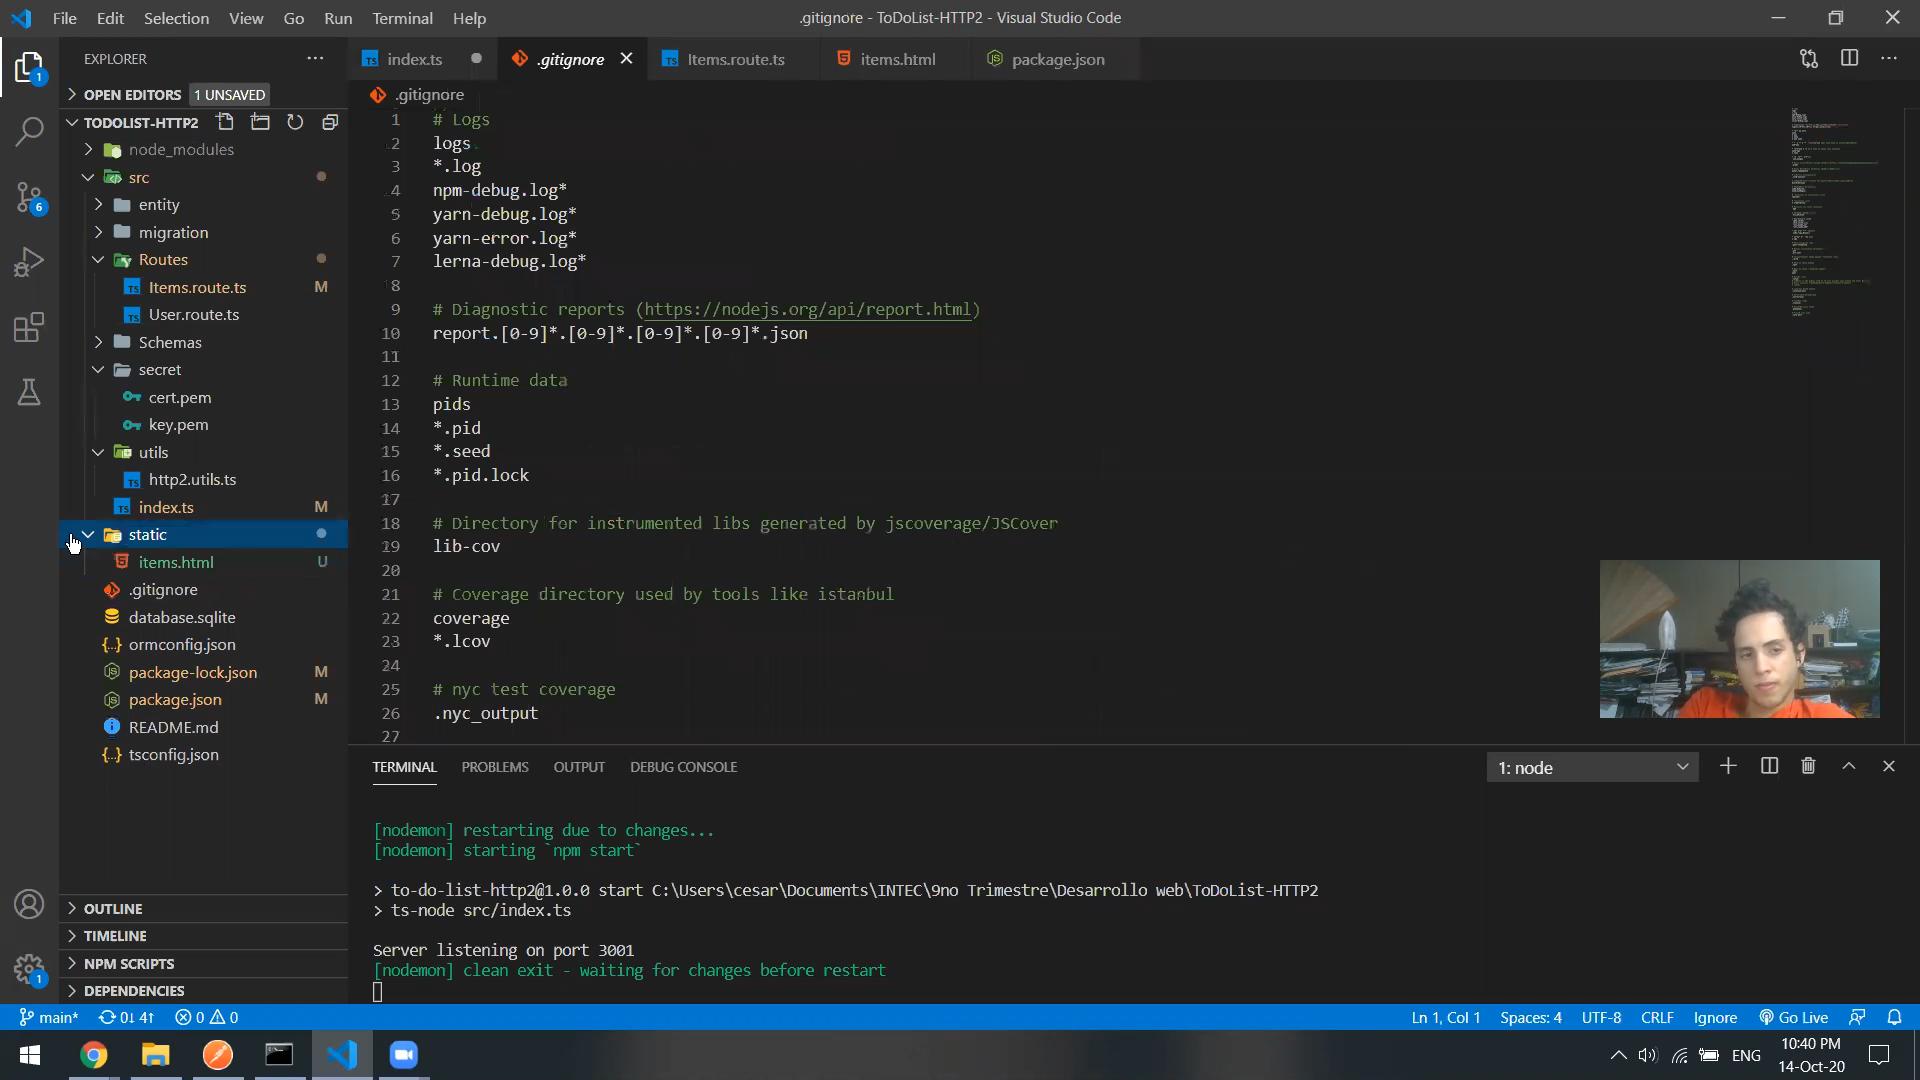 File Edit Selection View Go Run Terminal Help
.gitignore - ToDoList-HTTP2 - Visual Studio Code
EXPLORER
index.ts
.gitignore
Items.route.ts
items.html
package.json
OPEN EDITORS 1 UNSAVED
.gitignore
TODOLIST-HTTP2
node_modules
src
entity
migration
Routes
Items.route.ts M
User.route.ts
Schemas
secret
cert.pem
key.pem
utils
http2.utils.ts
index.ts M
static
items.html U
.gitignore
database.sqlite
ormconfig.json
package-lock.json M
package.json M
README.md
tsconfig.json
OUTLINE
TIMELINE
NPM SCRIPTS
DEPENDENCIES
1 # Logs
2 logs
3 *.log
4 npm-debug.log*
5 yarn-debug.log*
6 yarn-error.log*
7 lerna-debug.log*
8
9 # Diagnostic reports (https://nodejs.org/api/report.html)
10 report.[0-9]*.[0-9]*.[0-9]*.[0-9]*.json
11
12 # Runtime data
13 pids
14 *.pid
15 *.seed
16 *.pid.lock
17
18 # Directory for instrumented libs generated by jscoverage/JSCover
19 lib-cov
20
21 # Coverage directory used by tools like istanbul
22 coverage
23 *.lcov
24
25 # nyc test coverage
26 .nyc_output
27
TERMINAL PROBLEMS OUTPUT DEBUG CONSOLE
1: node
[nodemon] restarting due to changes...
[nodemon] starting `npm start`
> to-do-list-http2@1.0.0 start C:\Users\cesar\Documents\INTEC\9no Trimestre\Desarrollo web\ToDoList-HTTP2
> ts-node src/index.ts
Server listening on port 3001
[nodemon] clean exit - waiting for changes before restart
1
6
1
main* 0↓ 4↑ 0 0
Ln 1, Col 1 Spaces: 4 UTF-8 CRLF Ignore Go Live
ENG
10:40 PM
14-Oct-20